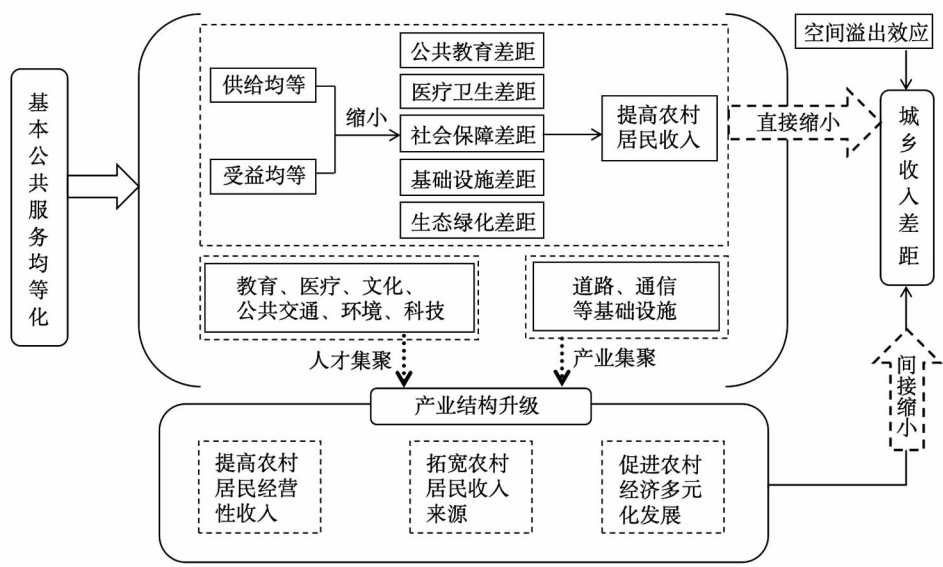 基本公共服务均等化
供给均等
受益均等
缩小
公共教育差距
医疗卫生差距
社会保障差距
基础设施差距
生态绿化差距
提高农村
居民收入
直接缩小
空间溢出效应
城乡收入差距
教育、医疗、文化、
公共交通、环境、科技
道路、通信
等基础设施
人才集聚
产业集聚
产业结构升级
提高农村
居民经营
性收入
拓宽农村
居民收入
来源
促进农村
经济多元
化发展
间接缩小